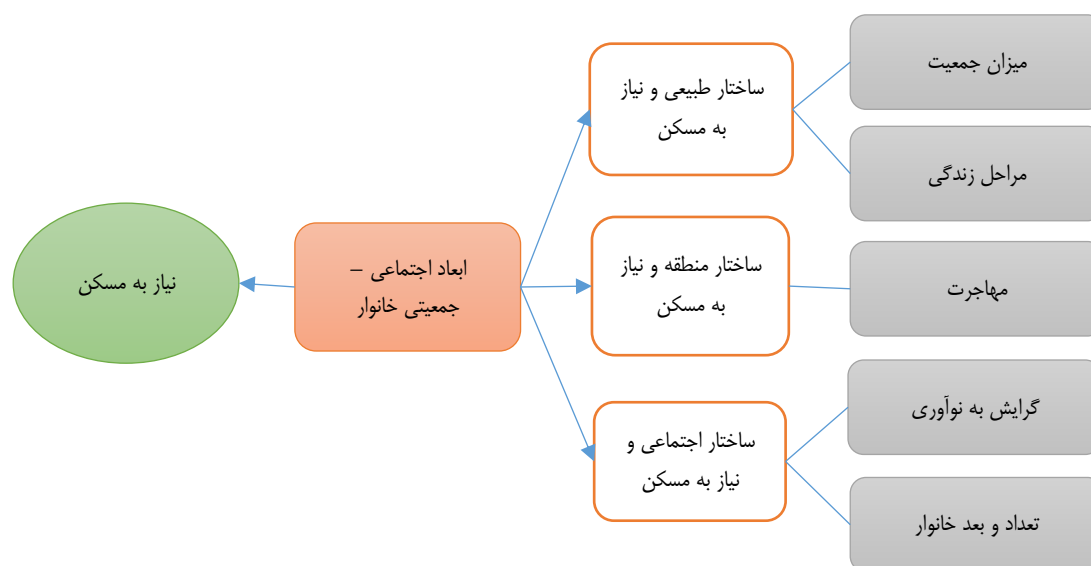 میزان جمعیت
مراحل زندگی
مهاجرت
گرایش به نوآوری
تعداد و بعد خانوار
ساختار طبیعی و نیاز
به مسکن
ساختار منطقه و نیاز
به مسکن
ساختار اجتماعی و
نیاز به مسکن
ابعاد اجتماعی –
جمعیتی خانوار
نیاز به مسکن